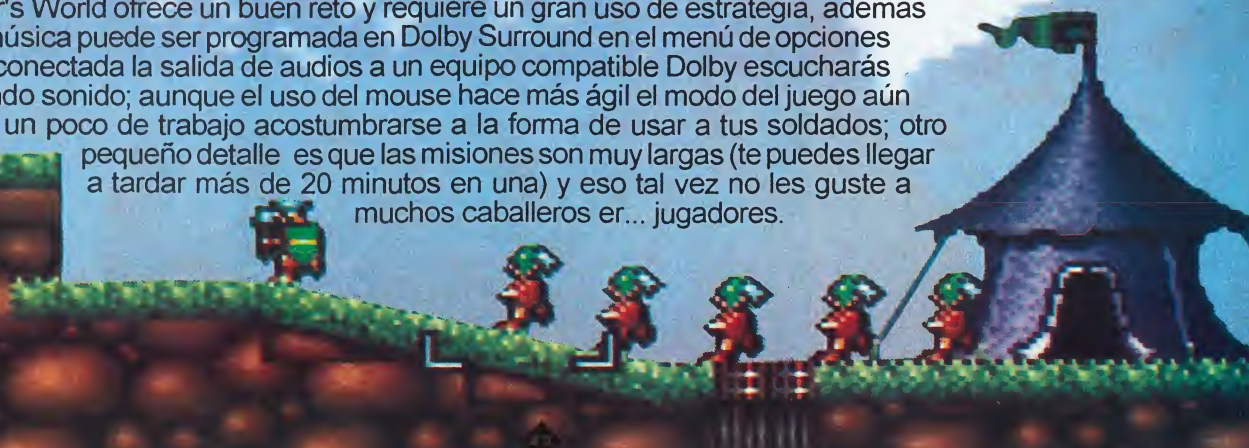 's World ofrece un buen reto y requiere un gran uso de estrategia, además
música puede ser programada en Dolby Surround en el menú de opciones
conectada la salida de audios a un equipo compatible Dolby escucharás
do sonido; aunque el uso del mouse hace más ágil el modo del juego aún
un poco de trabajo acostumbrarse a la forma de usar a tus soldados; otro
pequeño detalle es que las misiones son muy largas (te puedes llegar
a tardar más de 20 minutos en una) y eso tal vez no les guste a
muchos caballeros er... jugadores.